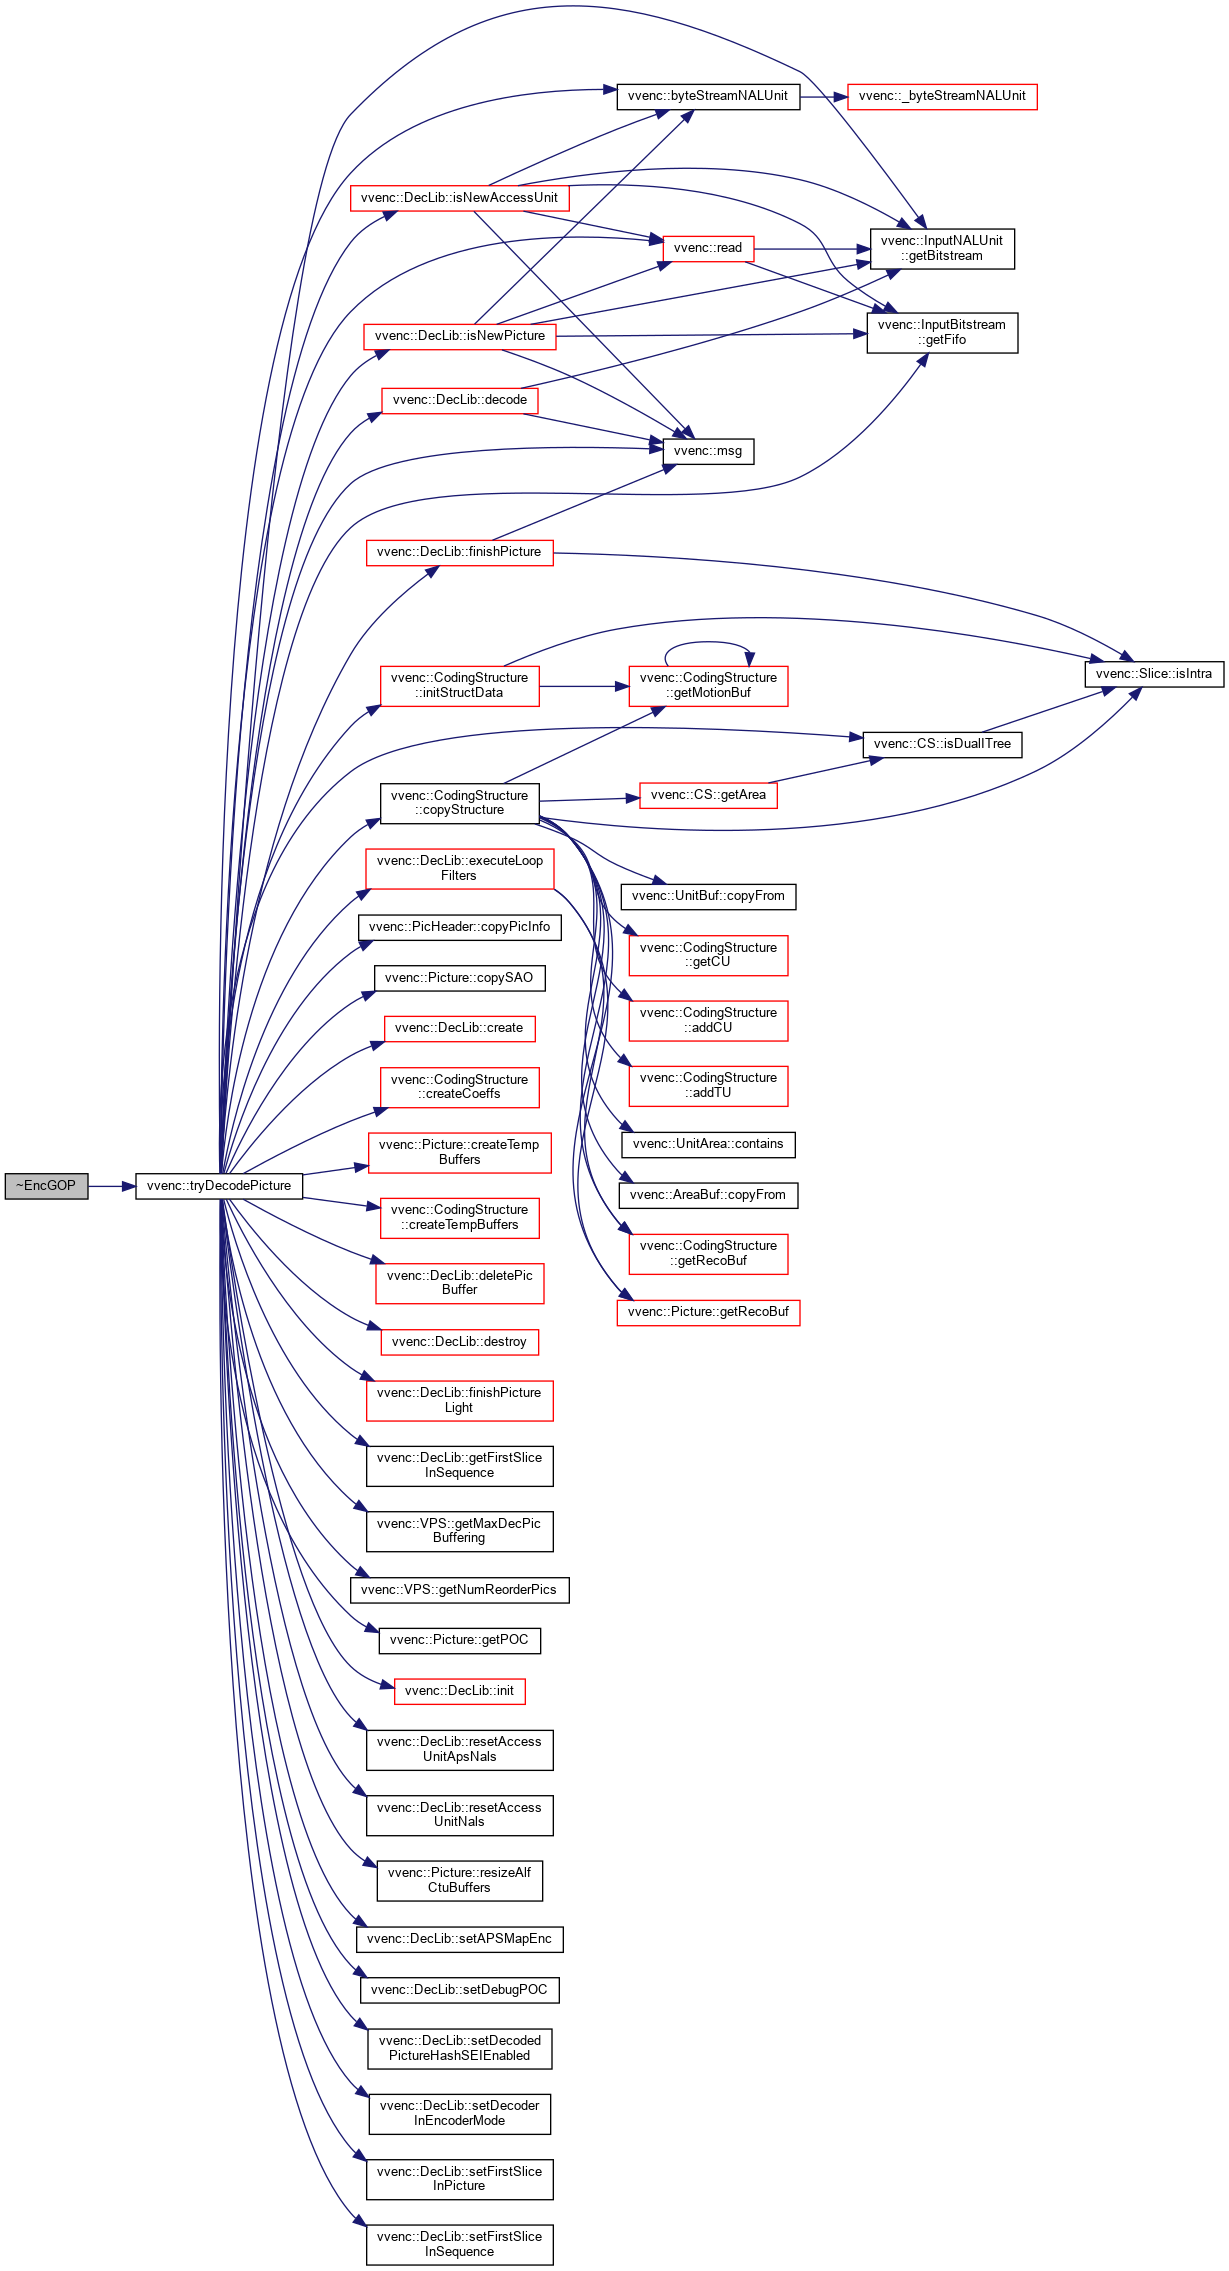 vvenc::byteStreamNALUnit
vvenc::_byteStreamNALUnit
vvenc::DecLib::isNewAccessUnit
vvenc::InputNALUnit
::getBitstream
vvenc::read
vvenc::DecLib::isNewPicture
vvenc::InputBitstream
::getFifo
vvenc::DecLib::decode
vvenc::msg
vvenc::DecLib::finishPicture
vvenc::CodingStructure
::initStructData
vvenc::CodingStructure
::getMotionBuf
vvenc::Slice::isIntra
vvenc::CS::isDualITree
vvenc::CodingStructure
::copyStructure
vvenc::CS::getArea
vvenc::DecLib::executeLoop
Filters
vvenc::UnitBuf::copyFrom
vvenc::PicHeader::copyPicInfo
vvenc::CodingStructure
::getCU
vvenc::Picture::copySAO
vvenc::DecLib::create
vvenc::CodingStructure
::addCU
vvenc::CodingStructure
::createCoeffs
vvenc::CodingStructure
::addTU
vvenc::Picture::createTemp
Buffers
vvenc::UnitArea::contains
~EncGOP
vvenc::tryDecodePicture
vvenc::AreaBuf::copyFrom
vvenc::CodingStructure
::createTempBuffers
vvenc::CodingStructure
::getRecoBuf
vvenc::DecLib::deletePic
Buffer
vvenc::Picture::getRecoBuf
vvenc::DecLib::destroy
vvenc::DecLib::finishPicture
Light
vvenc::DecLib::getFirstSlice
InSequence
vvenc::VPS::getMaxDecPic
Buffering
vvenc::VPS::getNumReorderPics
vvenc::Picture::getPOC
vvenc::DecLib::init
vvenc::DecLib::resetAccess
UnitApsNals
vvenc::DecLib::resetAccess
UnitNals
vvenc::Picture::resizeAlf
CtuBuffers
vvenc::DecLib::setAPSMapEnc
vvenc::DecLib::setDebugPOC
vvenc::DecLib::setDecoded
PictureHashSEIEnabled
vvenc::DecLib::setDecoder
InEncoderMode
vvenc::DecLib::setFirstSlice
InPicture
vvenc::DecLib::setFirstSlice
InSequence